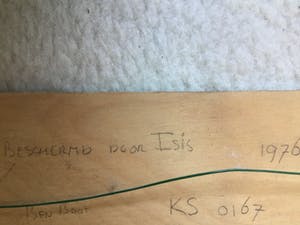 BESCHERMD DOOR Isis 1976
KS 0167